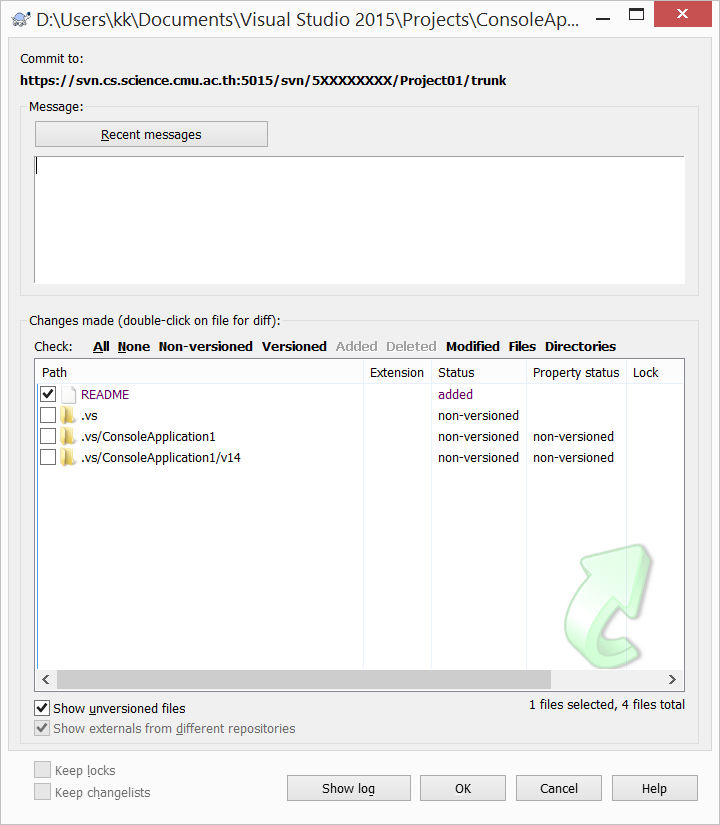 D:\Users\kk\Documents\Visual Studio 2015\Projects\ConsoleAp...
Commit to:
https://svn.cs.science.cmu.ac.th:5015/svn/5XXXXXXXX/Project01/trunk
Message:
Recent messages
Changes made (double-click on file for diff):
Check: All None Non-versioned Versioned Added Deleted Modified Files Directories
Path Extension Status Property status Lock
README added
.vs non-versioned
.vs/ConsoleApplication1 non-versioned non-versioned
.vs/ConsoleApplication1/v14 non-versioned non-versioned
Show unversioned files 1 files selected, 4 files total
Show externals from different repositories
Keep locks
Keep changelists
Show log OK Cancel Help